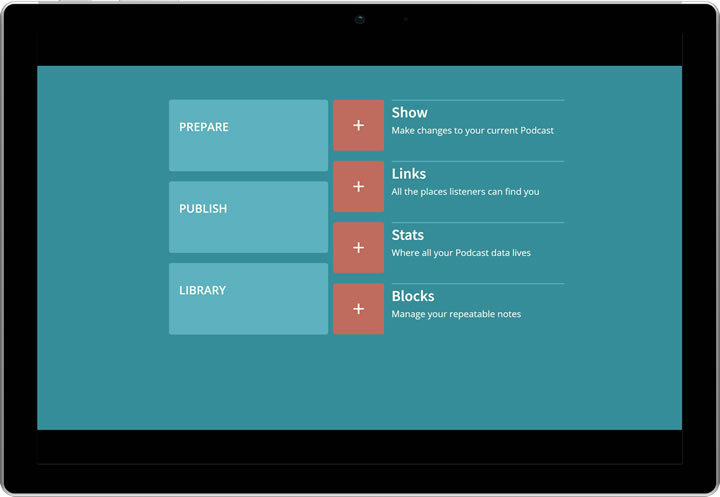 PREPARE
PUBLISH
LIBRARY
+
Show
Make changes to your current Podcast
+
Links
All the places listeners can find you
+
Stats
Where all your Podcast data lives
+
Blocks
Manage your repeatable notes